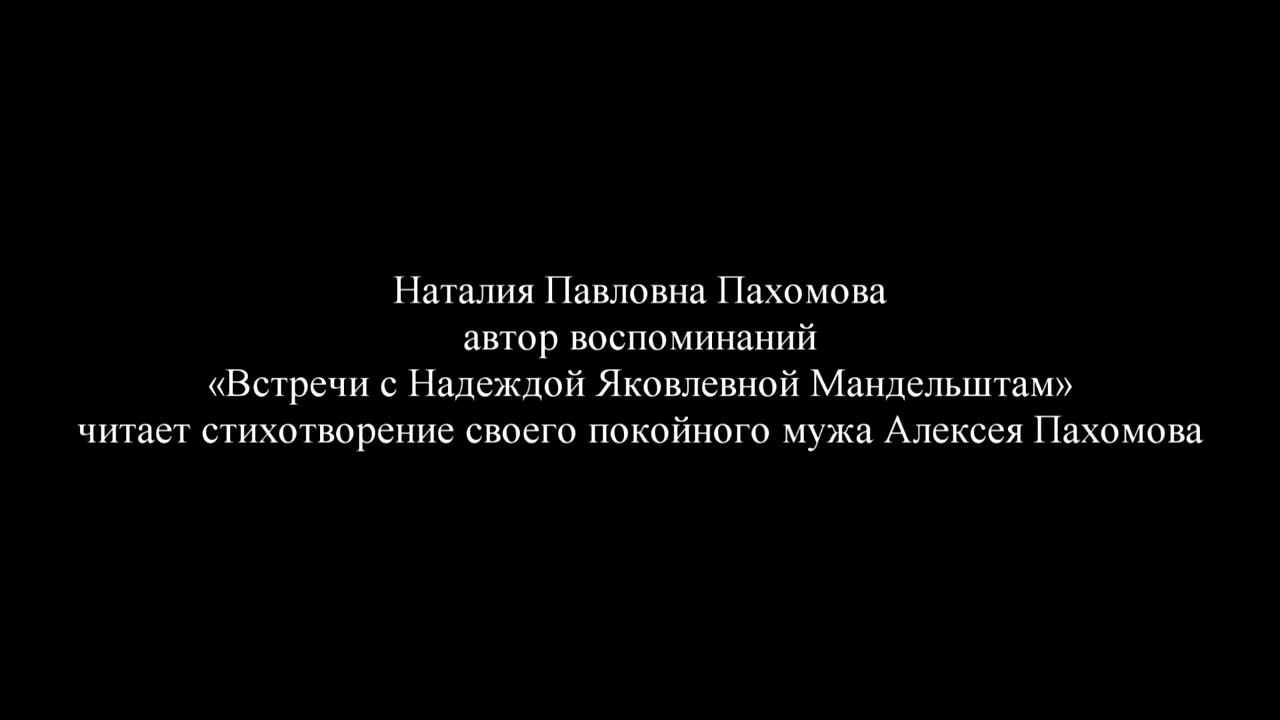 Наталия Павловна Пахомова
автор воспоминаний
«Встречи с Надеждой Яковлевной Мандельштам»
читает стихотворение своего покойного мужа Алексея Пахомова